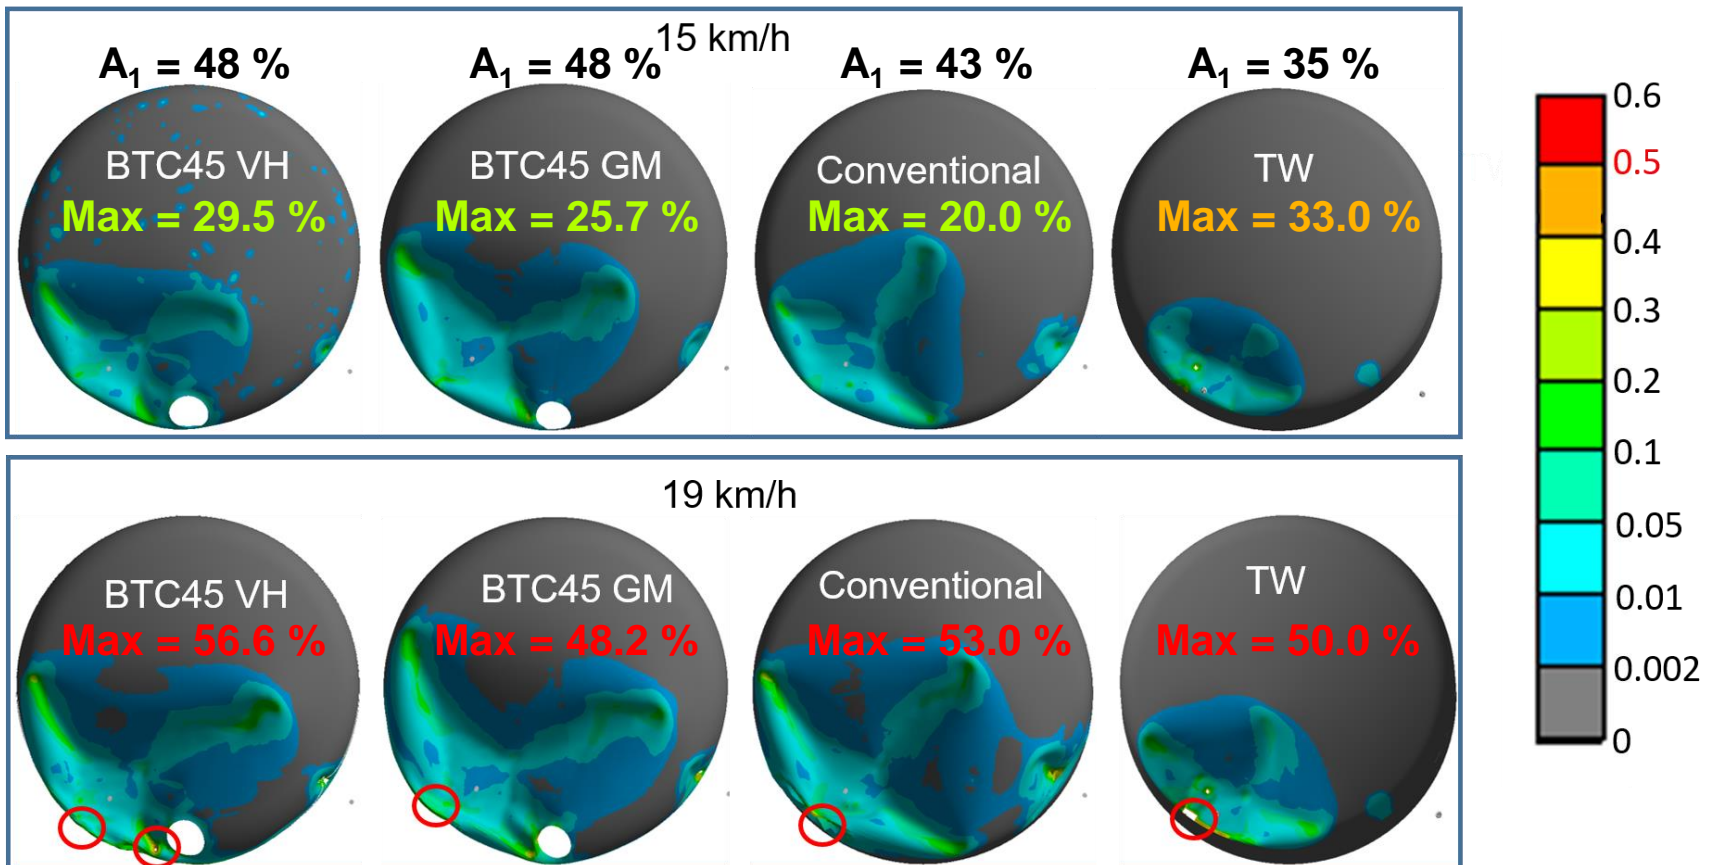 15 km/h
A₁ = 48 %
A₁ = 48 %
A₁ = 43 %
A₁ = 35 %
BTC45 VH
Max = 29.5 %
BTC45 GM
Max = 25.7 %
Conventional
Max = 20.0 %
TW
Max = 33.0 %
19 km/h
BTC45 VH
Max = 56.6 %
BTC45 GM
Max = 48.2 %
Conventional
Max = 53.0 %
TW
Max = 50.0 %
0.6
0.5
0.4
0.3
0.2
0.1
0.05
0.01
0.002
0